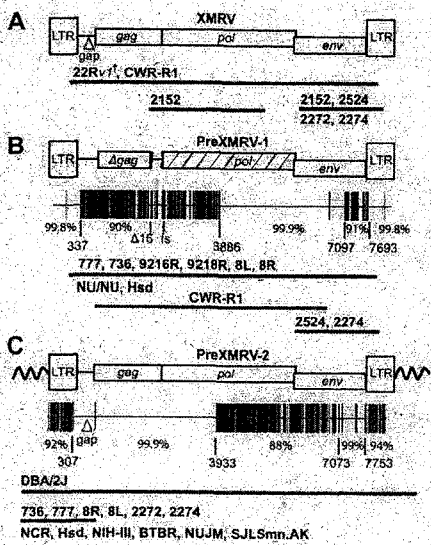 A
XMRV
LTR
gag
pol
env
LTR
gap
22Rv1†, CWR-R1
2152
2152, 2524
2272, 2274
B
PreXMRV-1
LTR
Δgag
pol
env
LTR
99.8% 90% Δ16 fs 99.9% 91% 99.8%
337 3886 7097 7693
777, 736, 9216R, 9218R, 8L, 8R
NU/NU, Hsd
CWR-R1
2524, 2274
C
PreXMRV-2
LTR
gag
pol
env
LTR
gap
92% 99.9% 88% 99% 94%
307 3933 7073 7753
DBA/2J
736, 777, 8R, 8L, 2272, 2274
NCR, Hsd, NIH-III, BTBR, NUJM, SJLSmn.AK